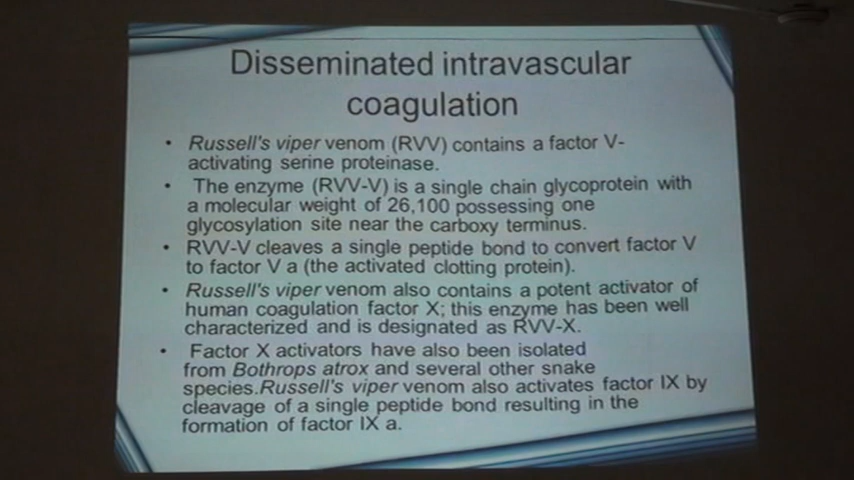 Disseminated intravascular
coagulation
• Russell's viper venom (RVV) contains a factor V-
activating serine proteinase.
• The enzyme (RVV-V) is a single chain glycoprotein with
a molecular weight of 26,100 possessing one
glycosylation site near the carboxy terminus.
• RVV-V cleaves a single peptide bond to convert factor V
to factor V a (the activated clotting protein).
• Russell's viper venom also contains a potent activator of
human coagulation factor X; this enzyme has been well
characterized and is designated as RVV-X.
• Factor X activators have also been isolated
from Bothrops atrox and several other snake
species.Russell's viper venom also activates factor IX by
cleavage of a single peptide bond resulting in the
formation of factor IX a.